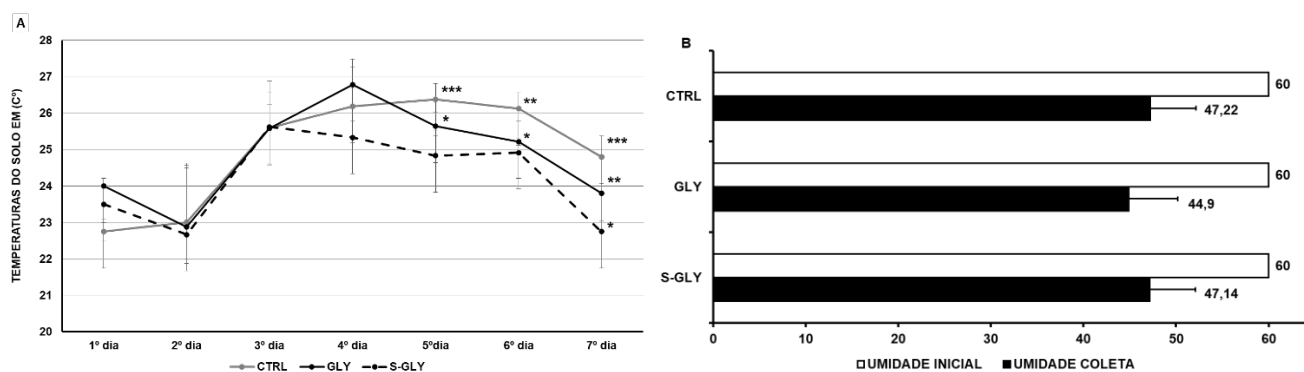 A
TEMPERATURAS DO SOLO EM (Cº)
28
27
26
25
24
23
22
21
20
***
*
**
*
***
**
*
1º dia 2º dia 3º dia 4º dia 5ºdia 6º dia 7º dia
CTRL GLY S-GLY
B
CTRL
60
47,22
GLY
60
44,9
S-GLY
60
47,14
0 10 20 30 40 50 60
UMIDADE INICIAL UMIDADE COLETA